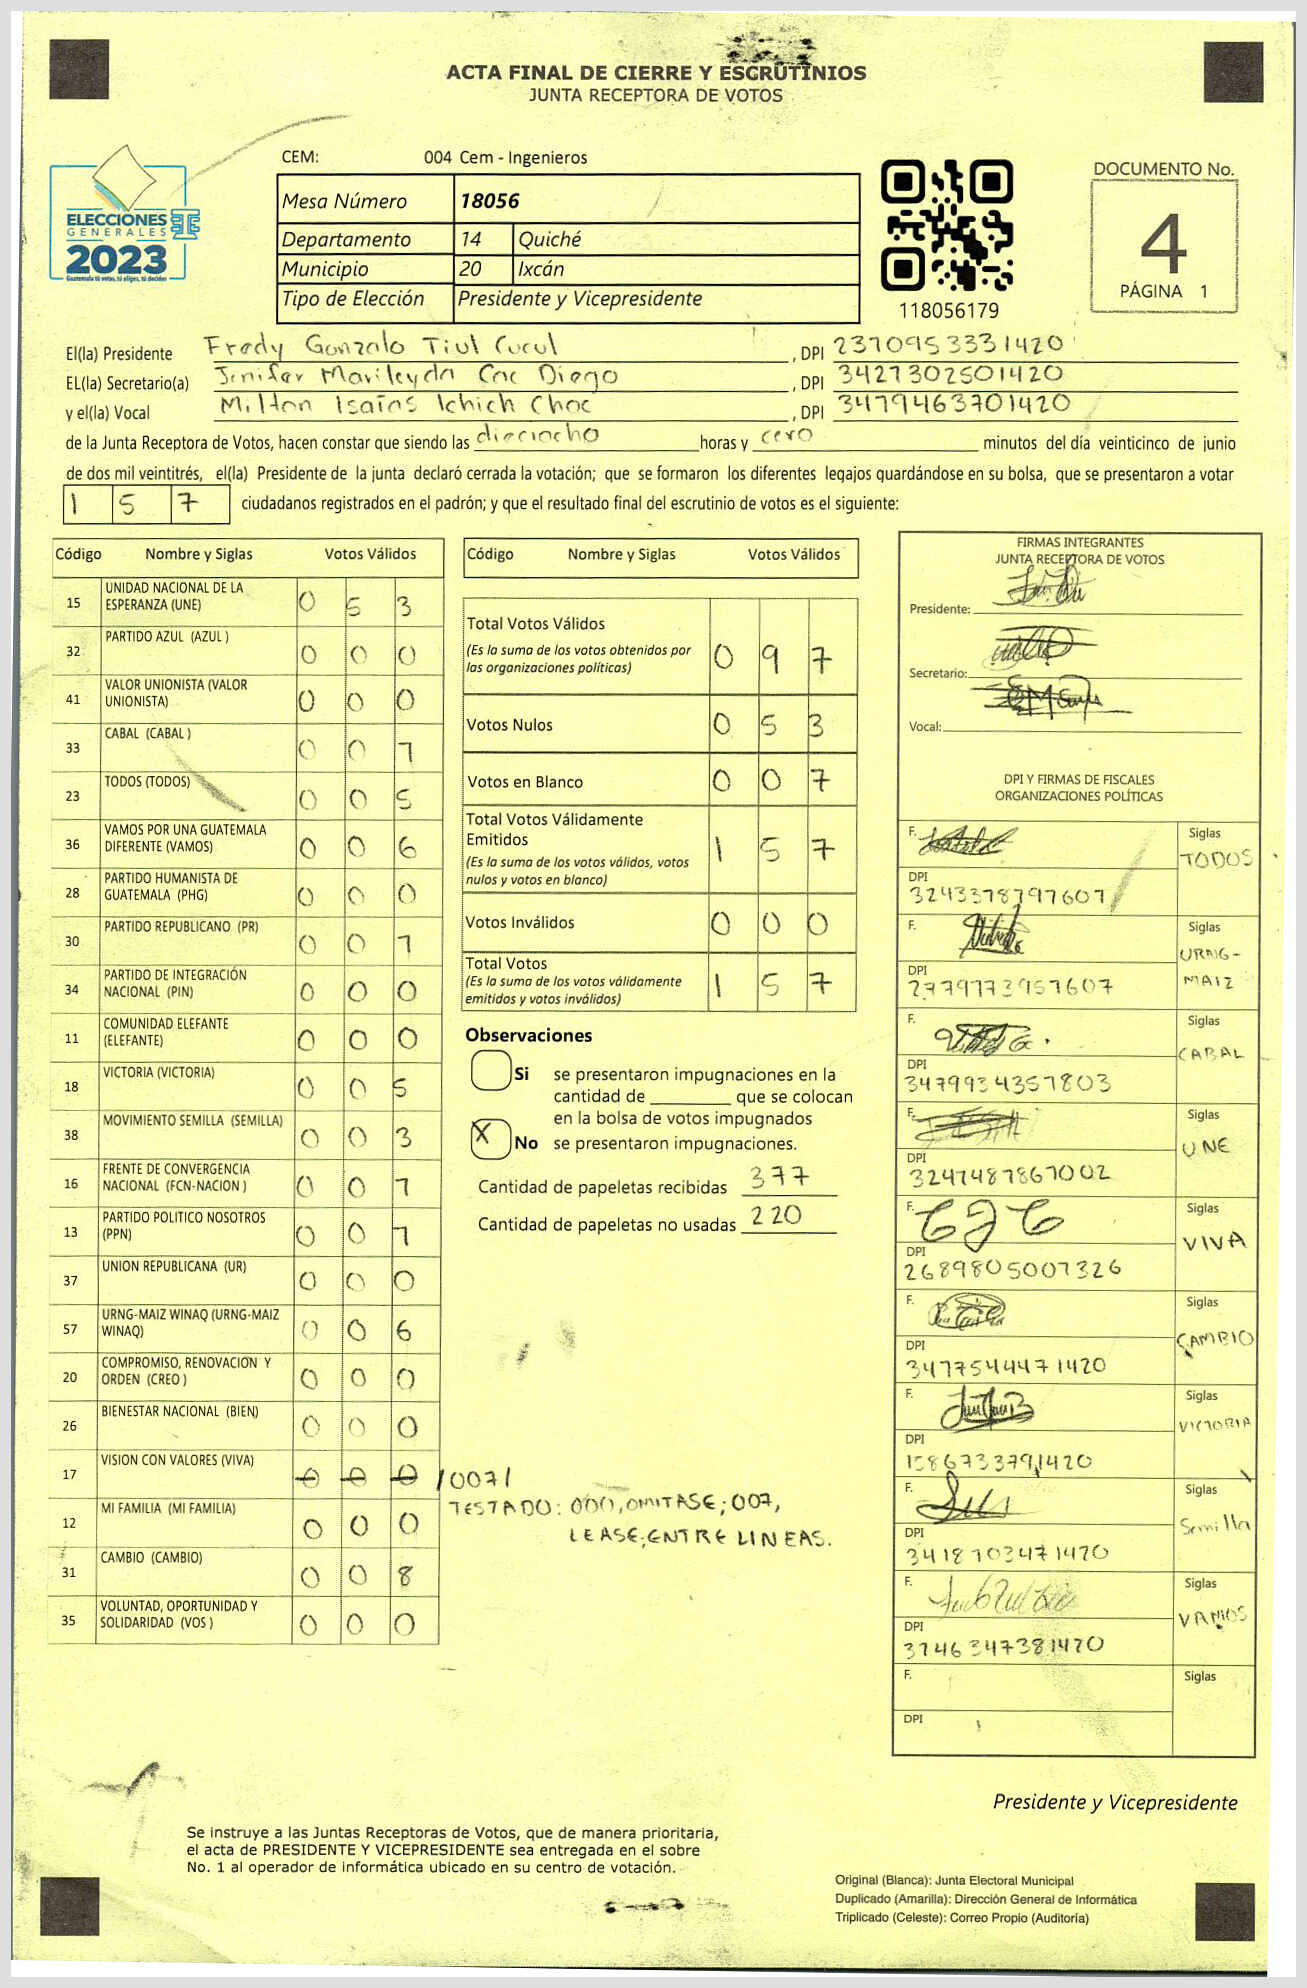 ACTA FINAL DE CIERRE Y ESCRUTINIOS
JUNTA RECEPTORA DE VOTOS
ELECCIONES
GENERALES
2023
Guatemala tú votas, tú eliges, tú decides
CEM: 004 Cem - Ingenieros
Mesa Número 18056
Departamento 14 Quiché
Municipio 20 Ixcán
Tipo de Elección Presidente y Vicepresidente
118056179
DOCUMENTO No.
4
PÁGINA 1
El(la) Presidente Fredy Gonzalo Tiul Cucul, DPI 2370953331420
EL(la) Secretario(a) Jenifer Marileyda Coc Diego, DPI 3427302501420
y el(la) Vocal Milton Isaías Ichich Choc, DPI 3479463701420
de la Junta Receptora de Votos, hacen constar que siendo las dieciocho horas y cero minutos del día veinticinco de junio
de dos mil veintitrés, el(la) Presidente de la junta declaró cerrada la votación; que se formaron los diferentes legajos quardándose en su bolsa, que se presentaron a votar
1 5 7 ciudadanos registrados en el padrón; y que el resultado final del escrutinio de votos es el siguiente:
Código Nombre y Siglas Votos Válidos
15 UNIDAD NACIONAL DE LA ESPERANZA (UNE) 0 5 3
32 PARTIDO AZUL (AZUL ) 0 0 0
41 VALOR UNIONISTA (VALOR UNIONISTA) 0 0 0
33 CABAL (CABAL ) 0 0 1
23 TODOS (TODOS) 0 0 5
36 VAMOS POR UNA GUATEMALA DIFERENTE (VAMOS) 0 0 6
28 PARTIDO HUMANISTA DE GUATEMALA (PHG) 0 0 0
30 PARTIDO REPUBLICANO (PR) 0 0 1
34 PARTIDO DE INTEGRACIÓN NACIONAL (PIN) 0 0 0
11 COMUNIDAD ELEFANTE (ELEFANTE) 0 0 0
18 VICTORIA (VICTORIA) 0 0 5
38 MOVIMIENTO SEMILLA (SEMILLA) 0 0 3
16 FRENTE DE CONVERGENCIA NACIONAL (FCN-NACION ) 0 0 1
13 PARTIDO POLITICO NOSOTROS (PPN) 0 0 1
37 UNION REPUBLICANA (UR) 0 0 0
57 URNG-MAIZ WINAQ (URNG-MAIZ WINAQ) 0 0 6
20 COMPROMISO, RENOVACION Y ORDEN (CREO ) 0 0 0
26 BIENESTAR NACIONAL (BIEN) 0 0 0
17 VISION CON VALORES (VIVA) 0 0 0 /007/
12 MI FAMILIA (MI FAMILIA) 0 0 0
31 CAMBIO (CAMBIO) 0 0 8
35 VOLUNTAD, OPORTUNIDAD Y SOLIDARIDAD (VOS ) 0 0 0
TESTADO: 000, OMITASE; 007,
LEASE; ENTRE LINEAS.
Código Nombre y Siglas Votos Válidos
Total Votos Válidos
(Es la suma de los votos obtenidos por
las organizaciones políticas) 0 9 7
Votos Nulos 0 5 3
Votos en Blanco 0 0 7
Total Votos Válidamente
Emitidos
(Es la suma de los votos válidos, votos
nulos y votos en blanco) 1 5 7
Votos Inválidos 0 0 0
Total Votos
(Es la suma de los votos válidamente
emitidos y votos inválidos) 1 5 7
Observaciones
Si se presentaron impugnaciones en la
cantidad de ________ que se colocan
en la bolsa de votos impugnados
X No se presentaron impugnaciones.
Cantidad de papeletas recibidas 377
Cantidad de papeletas no usadas 220
FIRMAS INTEGRANTES
JUNTA RECEPTORA DE VOTOS
Presidente:
Secretario:
Vocal:
DPI Y FIRMAS DE FISCALES
ORGANIZACIONES POLÍTICAS
F. Siglas TODOS
DPI 3243378797607
F. Siglas URNG-MAIZ
DPI 2779773957607
F. Siglas CABAL
DPI 3479934357803
F. Siglas UNE
DPI 3247487867002
F. Siglas VIVA
DPI 2689805007326
F. Siglas CAMBIO
DPI 3477544471420
F. Siglas VICTORIA
DPI 1586733791420
F. Siglas Semilla
DPI 3418703471420
F. Siglas VAMOS
DPI 3746347381420
F. Siglas
DPI
Presidente y Vicepresidente
Se instruye a las Juntas Receptoras de Votos, que de manera prioritaria,
el acta de PRESIDENTE Y VICEPRESIDENTE sea entregada en el sobre
No. 1 al operador de informática ubicado en su centro de votación.
Original (Blanca): Junta Electoral Municipal
Duplicado (Amarilla): Dirección General de Informática
Triplicado (Celeste): Correo Propio (Auditoría)